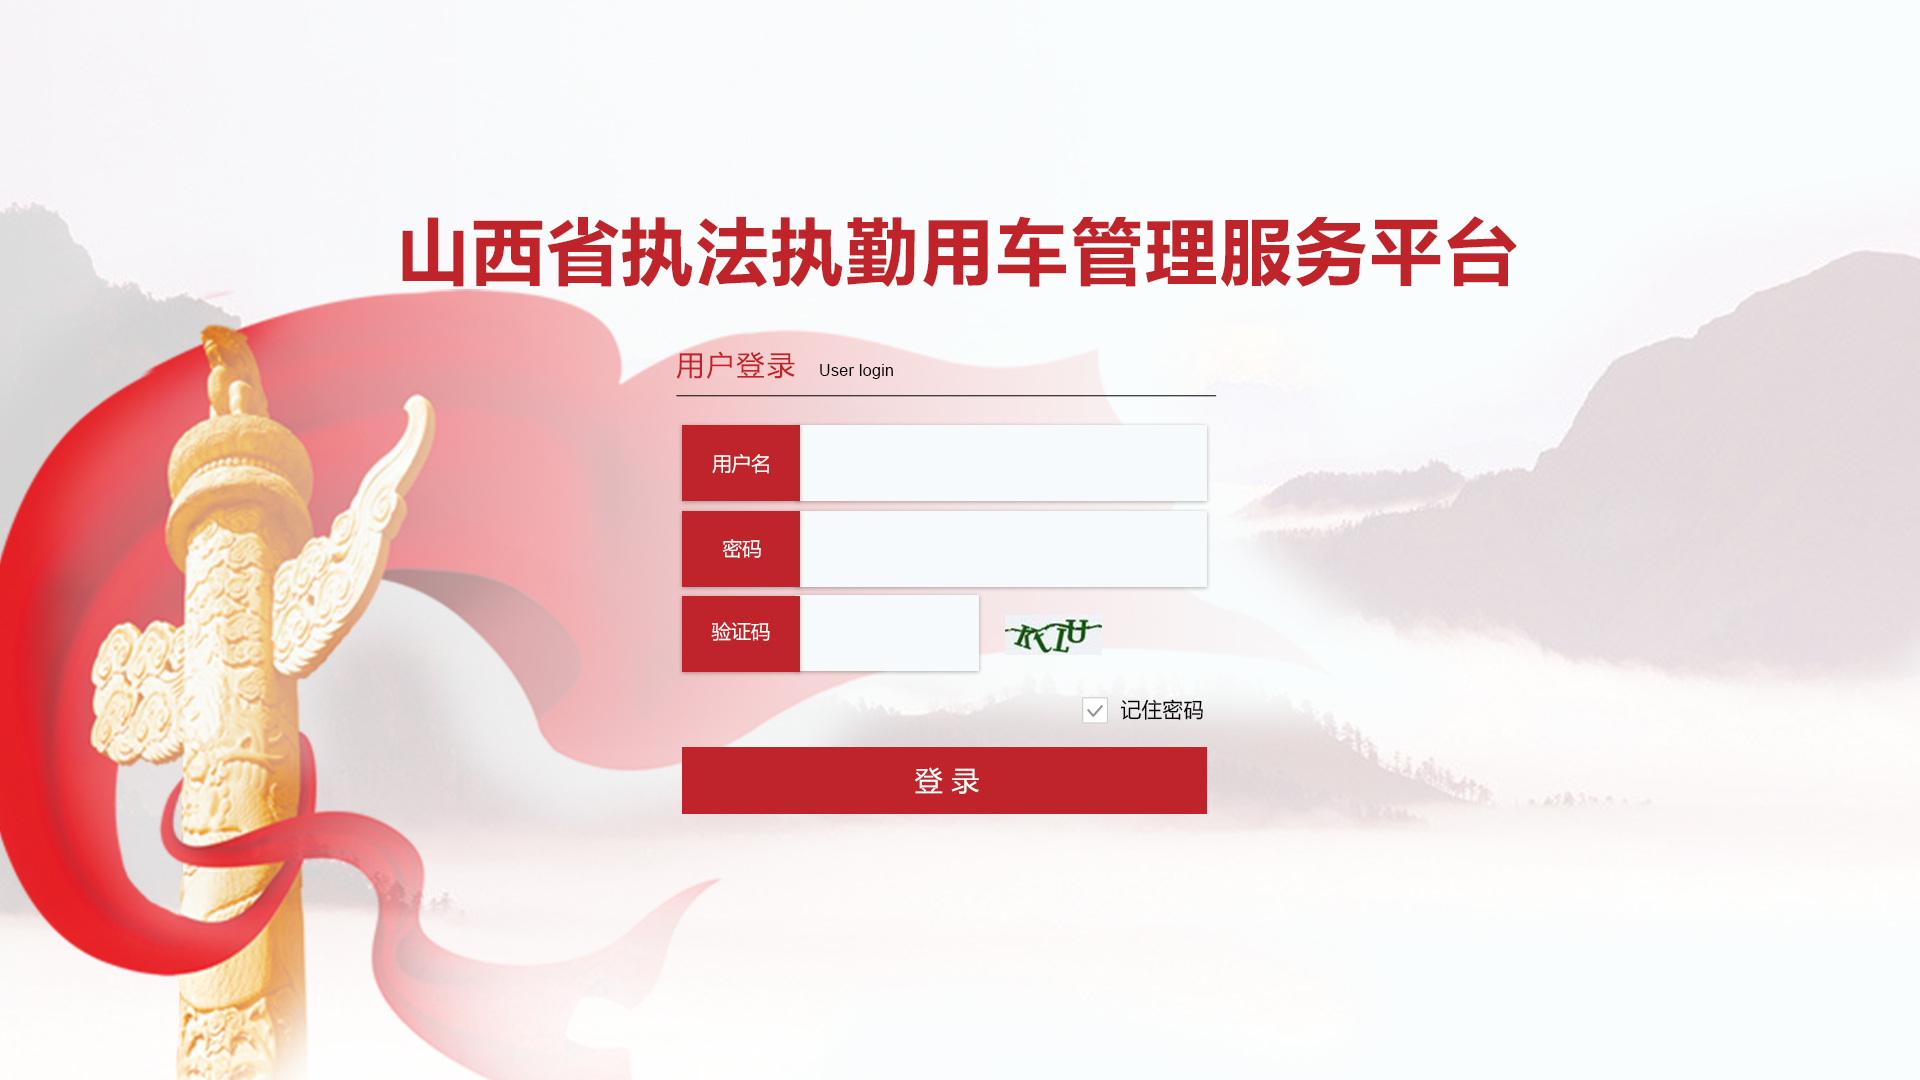 山西省执法执勤用车管理服务平台
用户登录 User login
用户名
密码
验证码
记住密码
登录